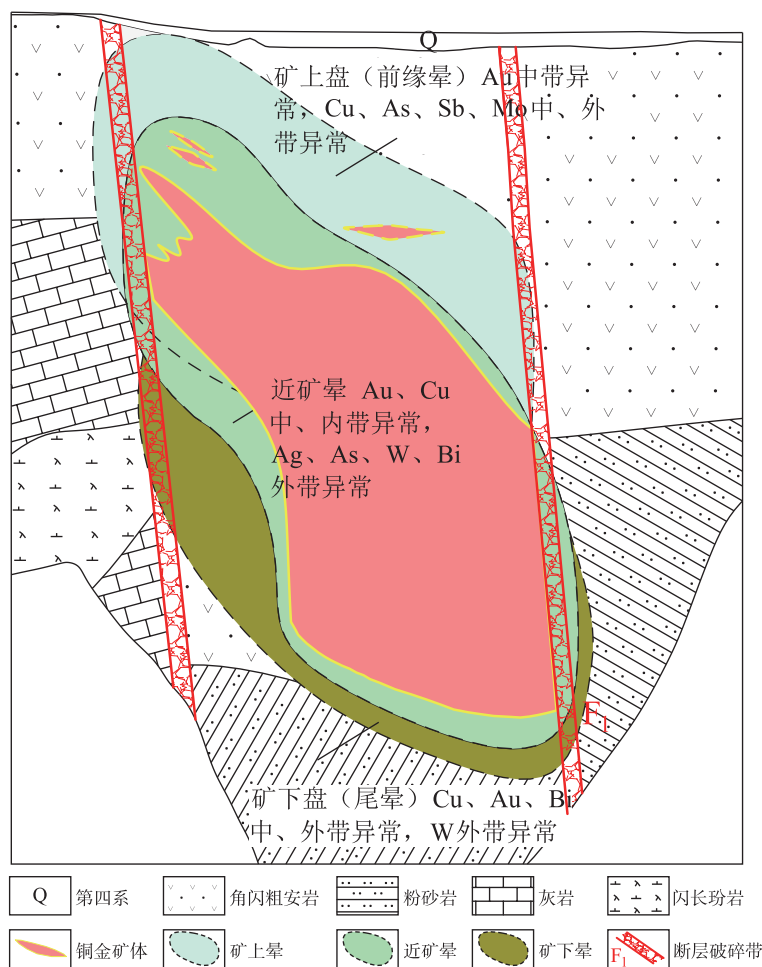 Q
矿上盘（前缘晕）Au中带异
常，Cu、As、Sb、Mo中、外
带异常
近矿晕 Au、Cu
中、内带异常，
Ag、As、W、Bi
外带异常
F1
矿下盘（尾晕）Cu、Au、Bi
中、外带异常，W外带异常
Q 第四系 角闪粗安岩 粉砂岩 灰岩 闪长玢岩
铜金矿体 矿上晕 近矿晕 矿下晕 F1 断层破碎带